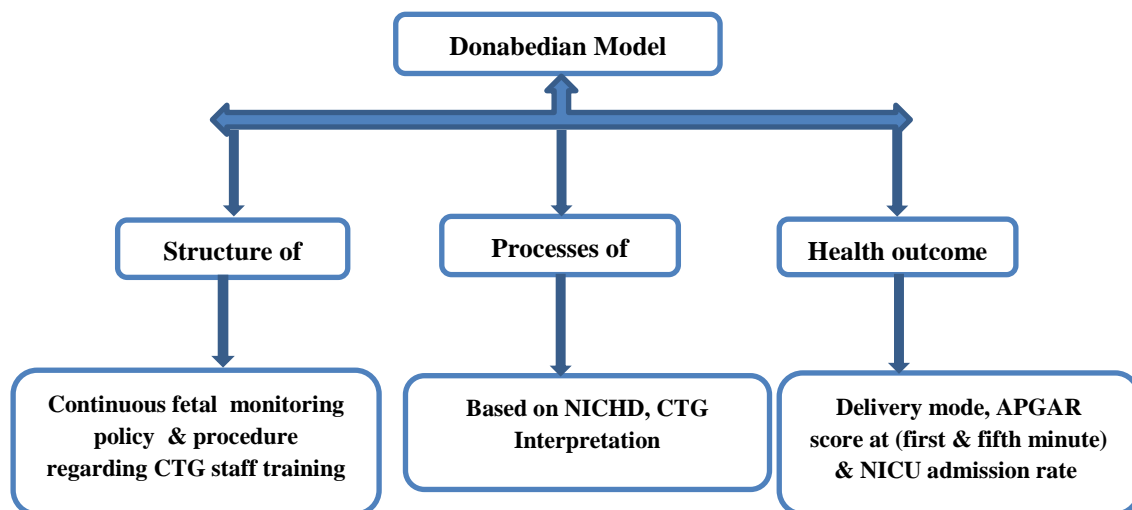 Donabedian Model
Structure of
Processes of
Health outcome
Continuous fetal monitoring
policy & procedure
regarding CTG staff training
Based on NICHD, CTG
Interpretation
Delivery mode, APGAR
score at (first & fifth minute)
& NICU admission rate